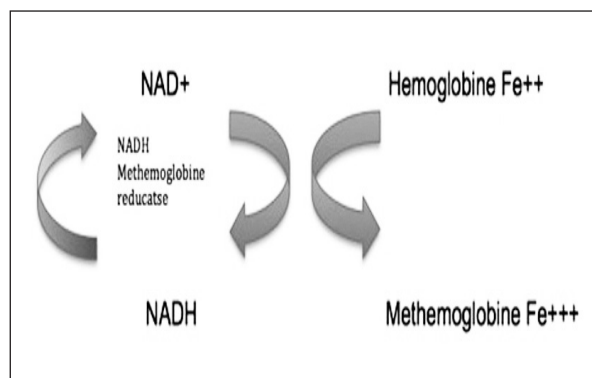 NAD+
Hemoglobine Fe++
NADH
Methemoglobine
reducatse
NADH
Methemoglobine Fe+++